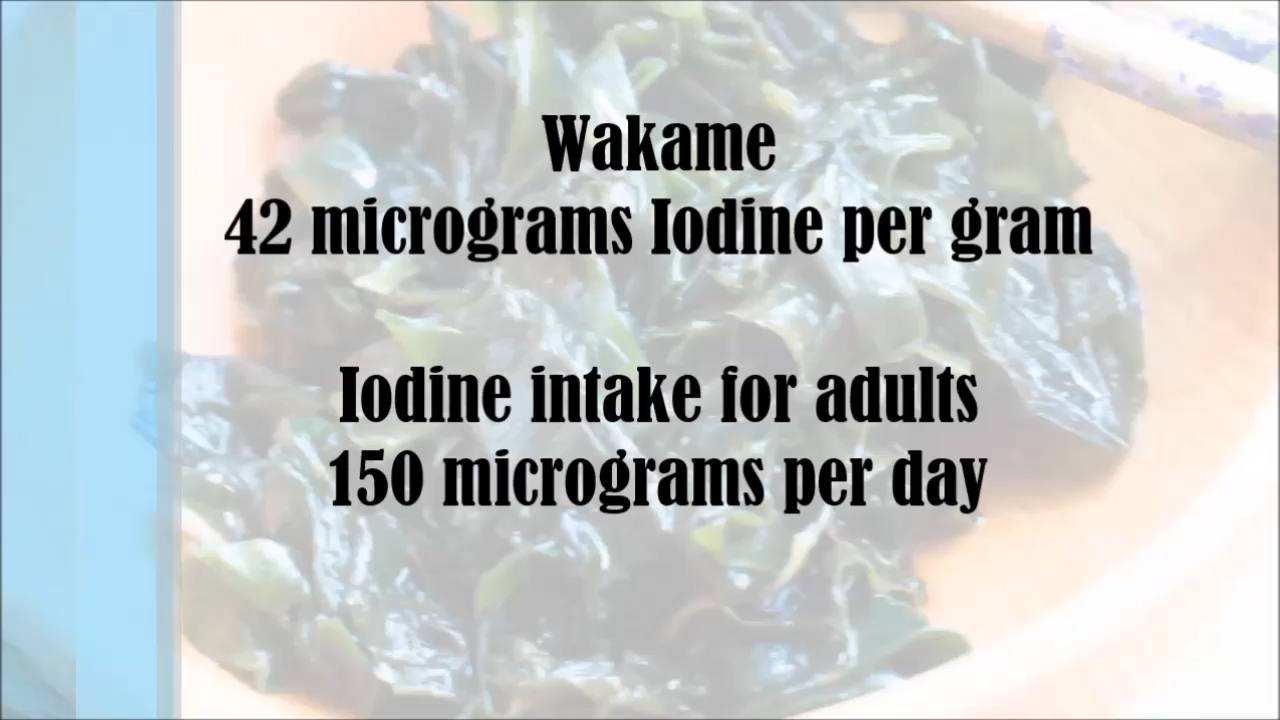 Wakame
42 micrograms Iodine per gram
Iodine intake for adults
150 micrograms per day